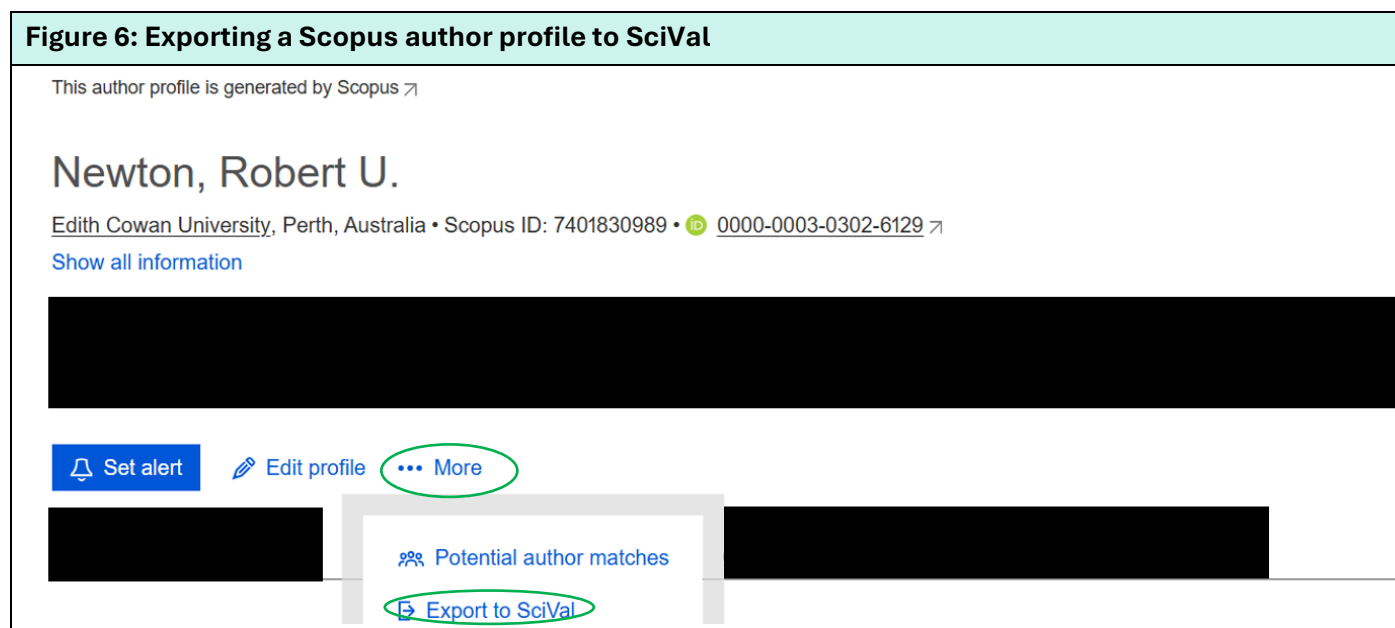 Figure 6: Exporting a Scopus author profile to SciVal
This author profile is generated by Scopus
Newton, Robert U.
Edith Cowan University, Perth, Australia • Scopus ID: 7401830989 • iD 0000-0003-0302-6129
Show all information
Set alert Edit profile ••• More
Potential author matches
Export to SciVal